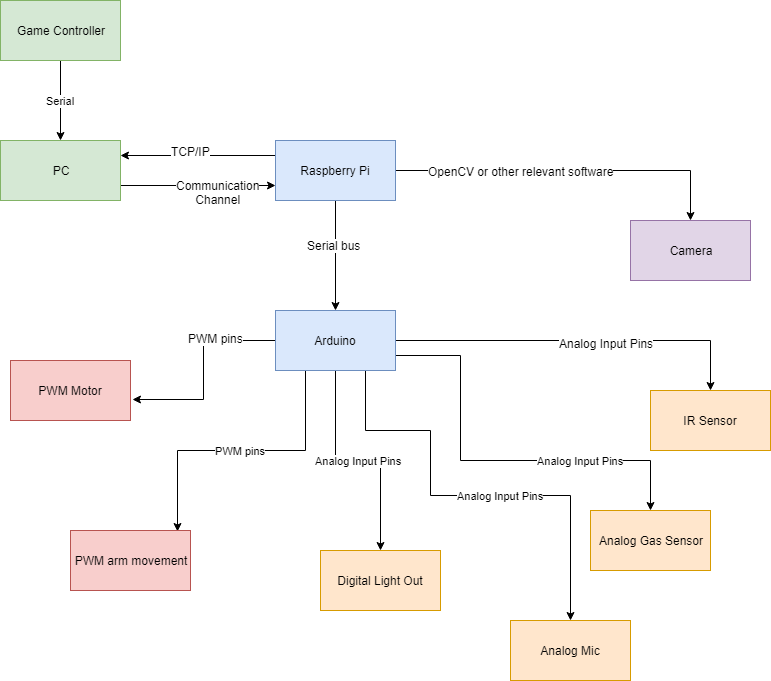 Game Controller
Serial
PC
TCP/IP
Communication
Channel
Raspberry Pi
OpenCV or other relevant software
Camera
Serial bus
Arduino
PWM pins
Analog Input Pins
PWM Motor
IR Sensor
PWM pins
Analog Input Pins
Analog Input Pins
Analog Input Pins
Analog Gas Sensor
PWM arm movement
Digital Light Out
Analog Mic